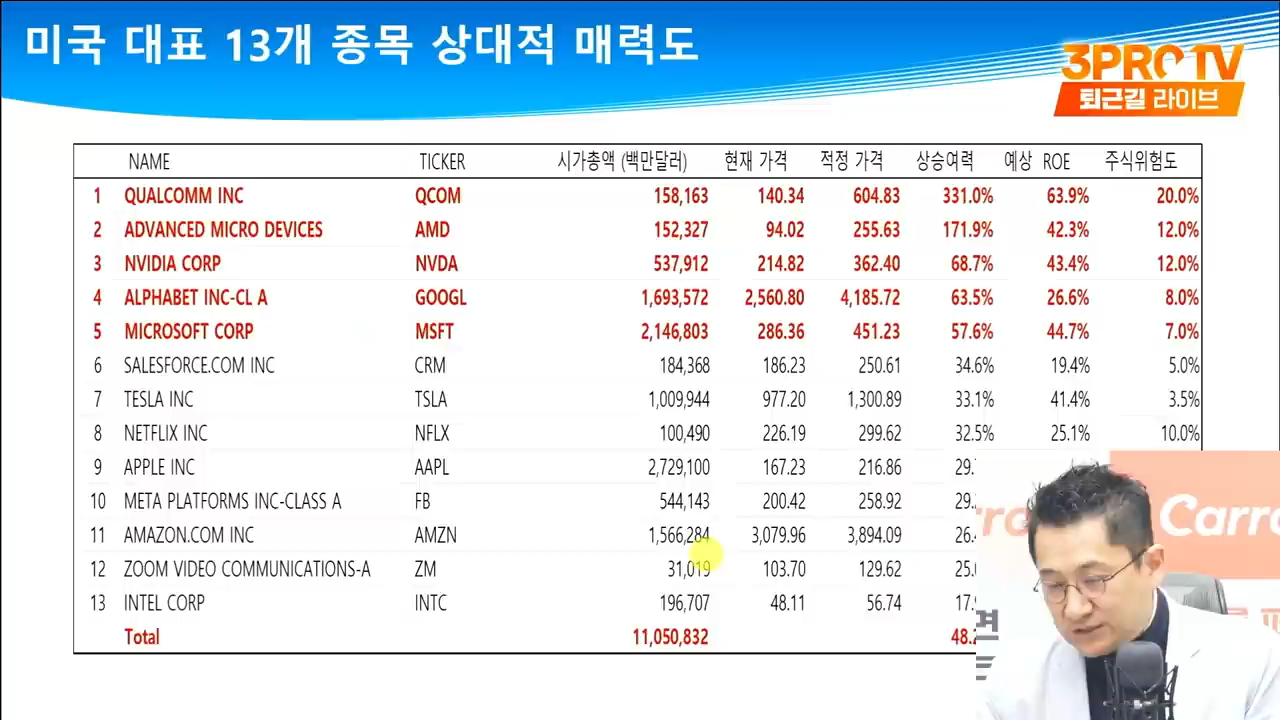 미국 대표 13개 종목 상대적 매력도
3PROTV
퇴근길 라이브
NAME TICKER 시가총액 (백만달러) 현재 가격 적정 가격 상승여력 예상 ROE 주식위험도
1 QUALCOMM INC QCOM 158,163 140.34 604.83 331.0% 63.9% 20.0%
2 ADVANCED MICRO DEVICES AMD 152,327 94.02 255.63 171.9% 42.3% 12.0%
3 NVIDIA CORP NVDA 537,912 214.82 362.40 68.7% 43.4% 12.0%
4 ALPHABET INC-CL A GOOGL 1,693,572 2,560.80 4,185.72 63.5% 26.6% 8.0%
5 MICROSOFT CORP MSFT 2,146,803 286.36 451.23 57.6% 44.7% 7.0%
6 SALESFORCE.COM INC CRM 184,368 186.23 250.61 34.6% 19.4% 5.0%
7 TESLA INC TSLA 1,009,944 977.20 1,300.89 33.1% 41.4% 3.5%
8 NETFLIX INC NFLX 100,490 226.19 299.62 32.5% 25.1% 10.0%
9 APPLE INC AAPL 2,729,100 167.23 216.86 29.
10 META PLATFORMS INC-CLASS A FB 544,143 200.42 258.92 29.
11 AMAZON.COM INC AMZN 1,566,284 3,079.96 3,894.09 26.
12 ZOOM VIDEO COMMUNICATIONS-A ZM 31,019 103.70 129.62 25.
13 INTEL CORP INTC 196,707 48.11 56.74 17.
Total 11,050,832 48.2
Carro